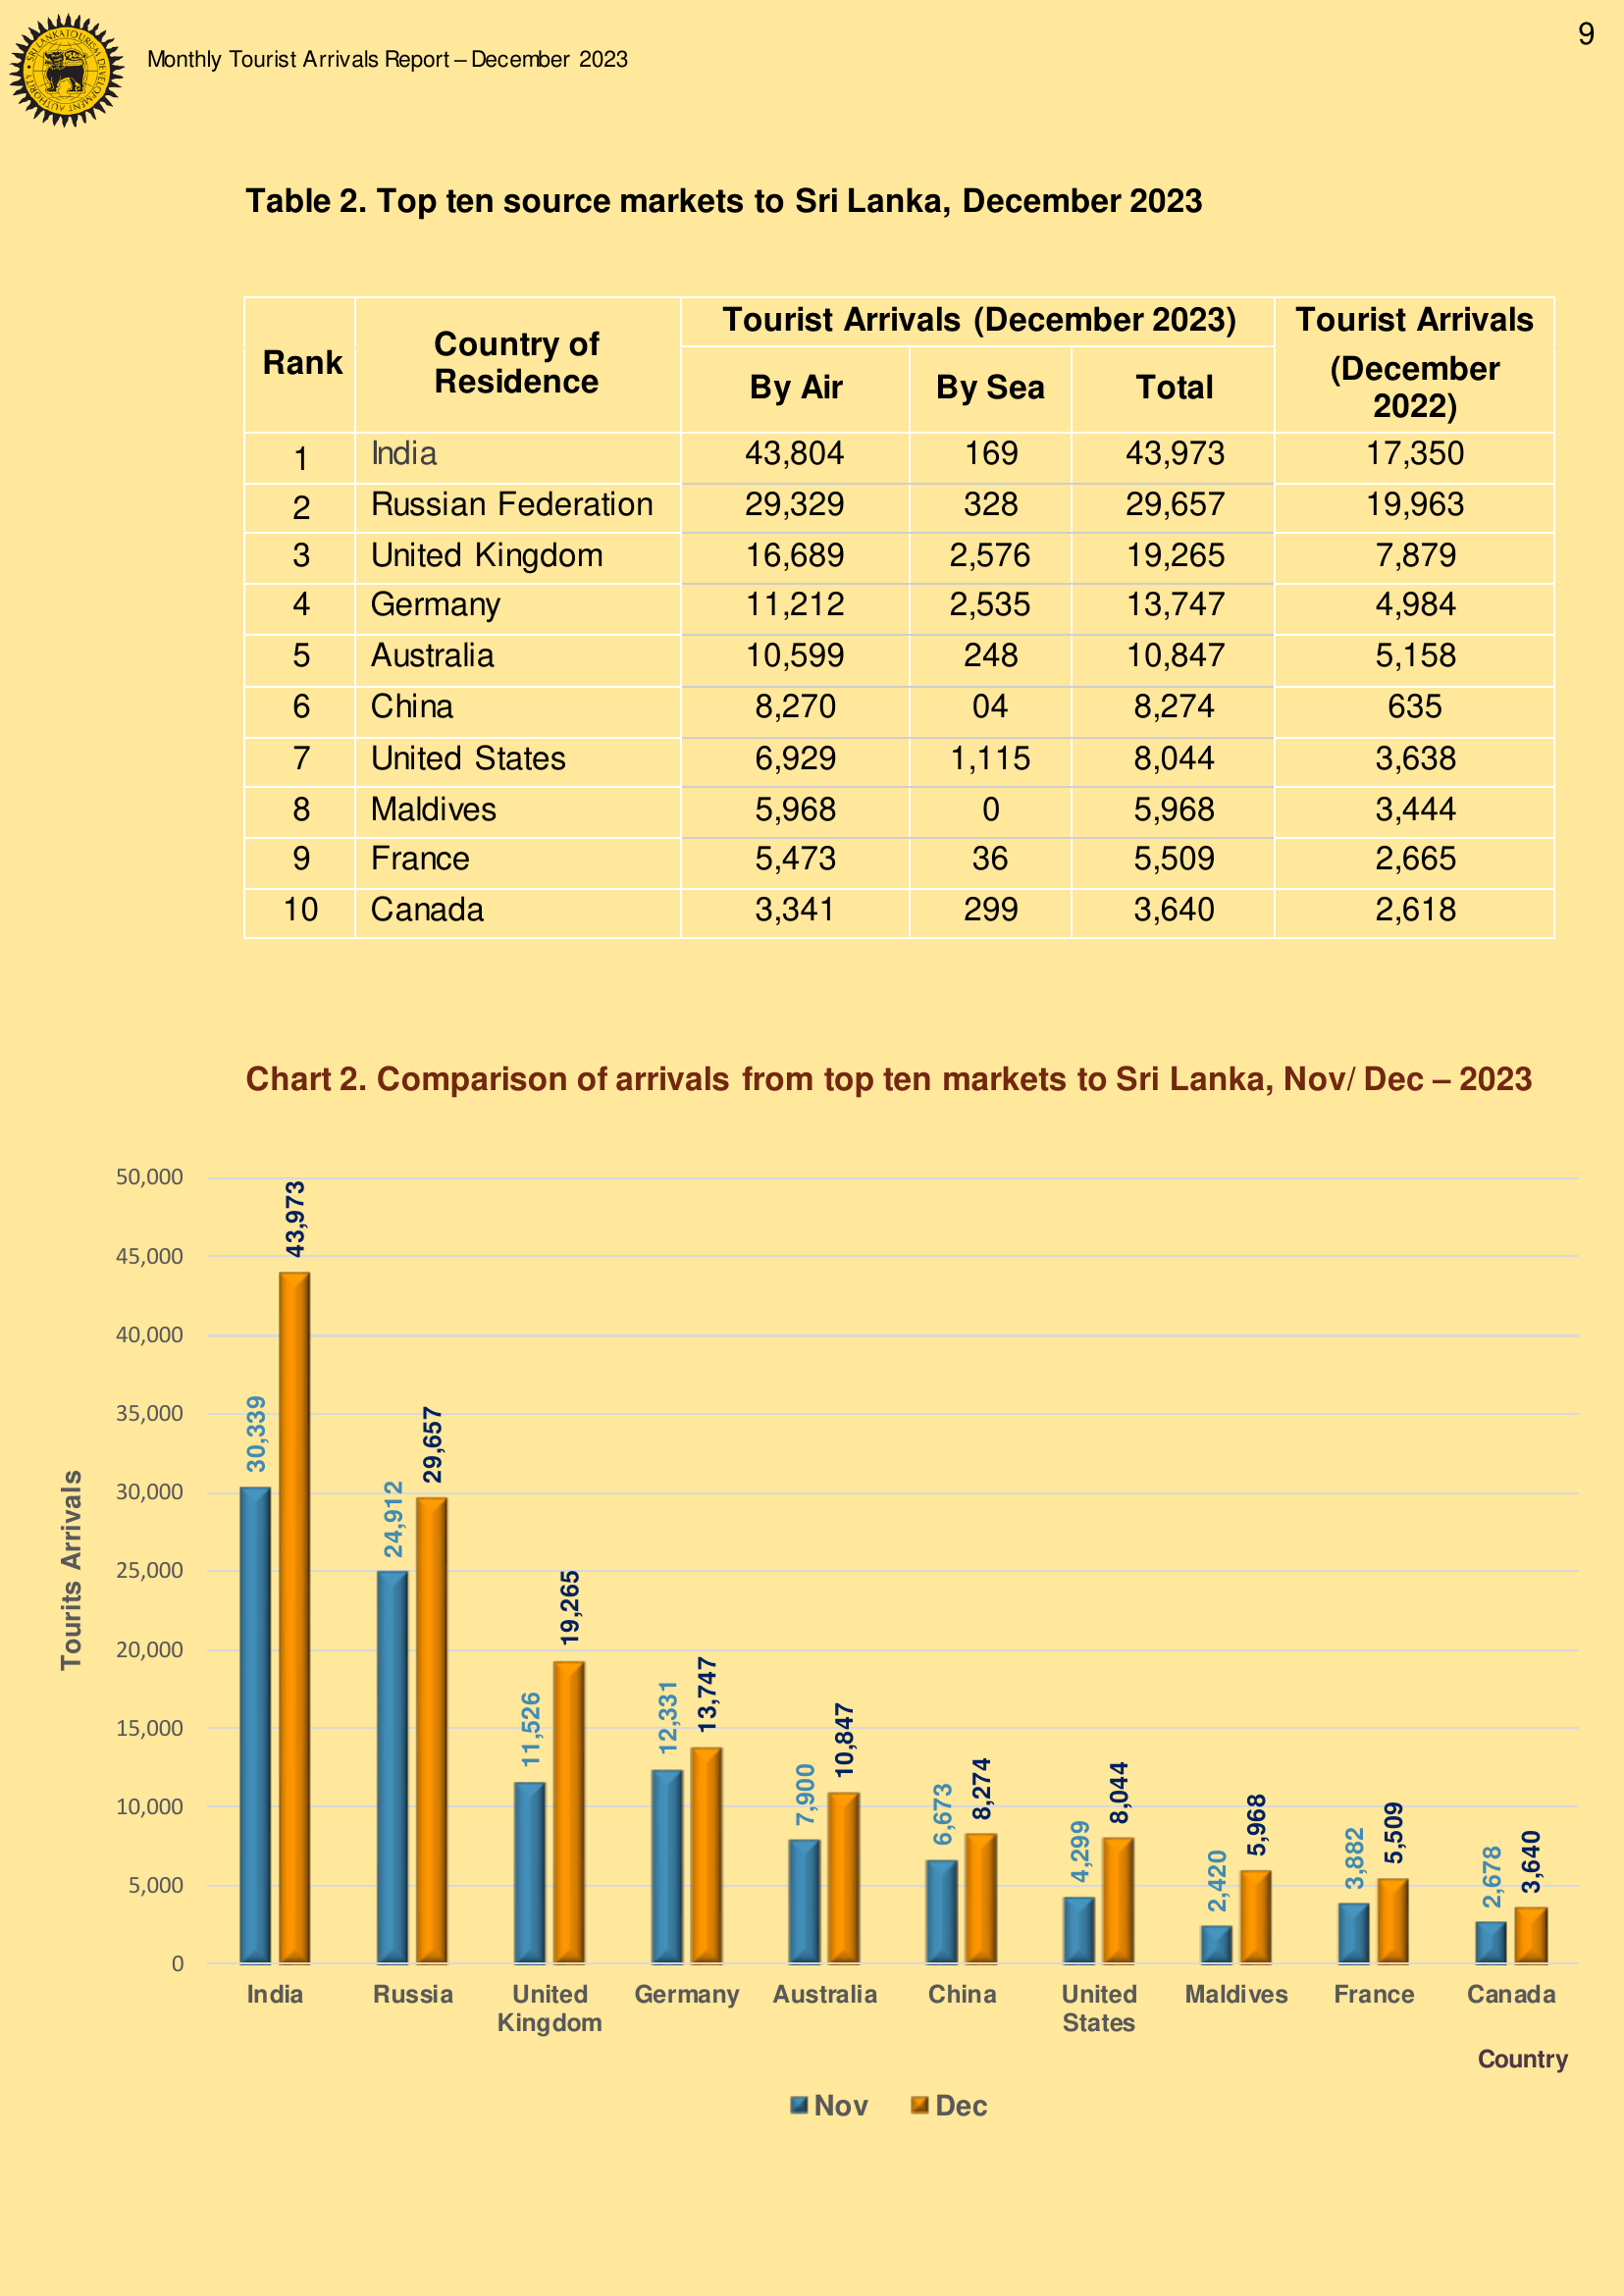 SRI LANKA TOURISM DEVELOPMENT AUTHORITY
9
Monthly Tourist Arrivals Report – December 2023
Table 2. Top ten source markets to Sri Lanka, December 2023
Rank Country of Residence Tourist Arrivals (December 2023) Tourist Arrivals (December 2022)
By Air By Sea Total
1 India 43,804 169 43,973 17,350
2 Russian Federation 29,329 328 29,657 19,963
3 United Kingdom 16,689 2,576 19,265 7,879
4 Germany 11,212 2,535 13,747 4,984
5 Australia 10,599 248 10,847 5,158
6 China 8,270 04 8,274 635
7 United States 6,929 1,115 8,044 3,638
8 Maldives 5,968 0 5,968 3,444
9 France 5,473 36 5,509 2,665
10 Canada 3,341 299 3,640 2,618
Chart 2. Comparison of arrivals from top ten markets to Sri Lanka, Nov/ Dec – 2023
Tourits Arrivals
50,000
45,000
40,000
35,000
30,000
25,000
20,000
15,000
10,000
5,000
0
30,339 43,973
24,912 29,657
11,526 19,265
12,331 13,747
7,900 10,847
6,673 8,274
4,299 8,044
2,420 5,968
3,882 5,509
2,678 3,640
India Russia United Germany Australia China United Maldives France Canada
Kingdom States
Country
Nov Dec